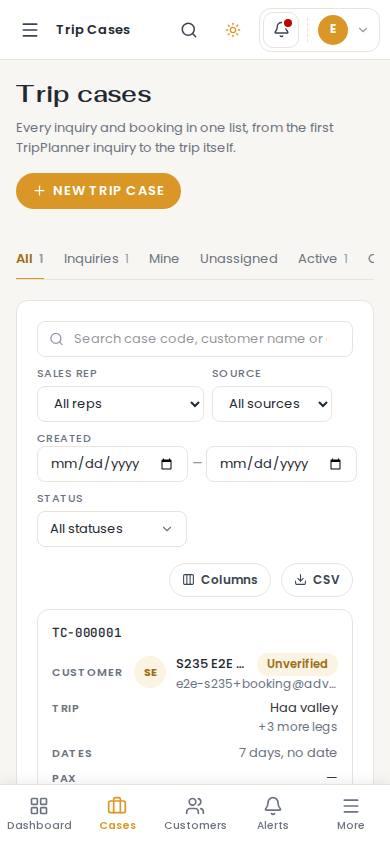 Trip Cases
E
Trip cases
Every inquiry and booking in one list, from the first
TripPlanner inquiry to the trip itself.
+ NEW TRIP CASE
All 1 Inquiries 1 Mine Unassigned Active 1
Search case code, customer name or
SALES REP SOURCE
All reps All sources
CREATED
mm/dd/yyyy – mm/dd/yyyy
STATUS
All statuses
Columns CSV
TC-000001
CUSTOMER SE S235 E2E ... Unverified
e2e-s235+booking@adv...
TRIP Haa valley
+3 more legs
DATES 7 days, no date
PAX —
Dashboard Cases Customers Alerts More